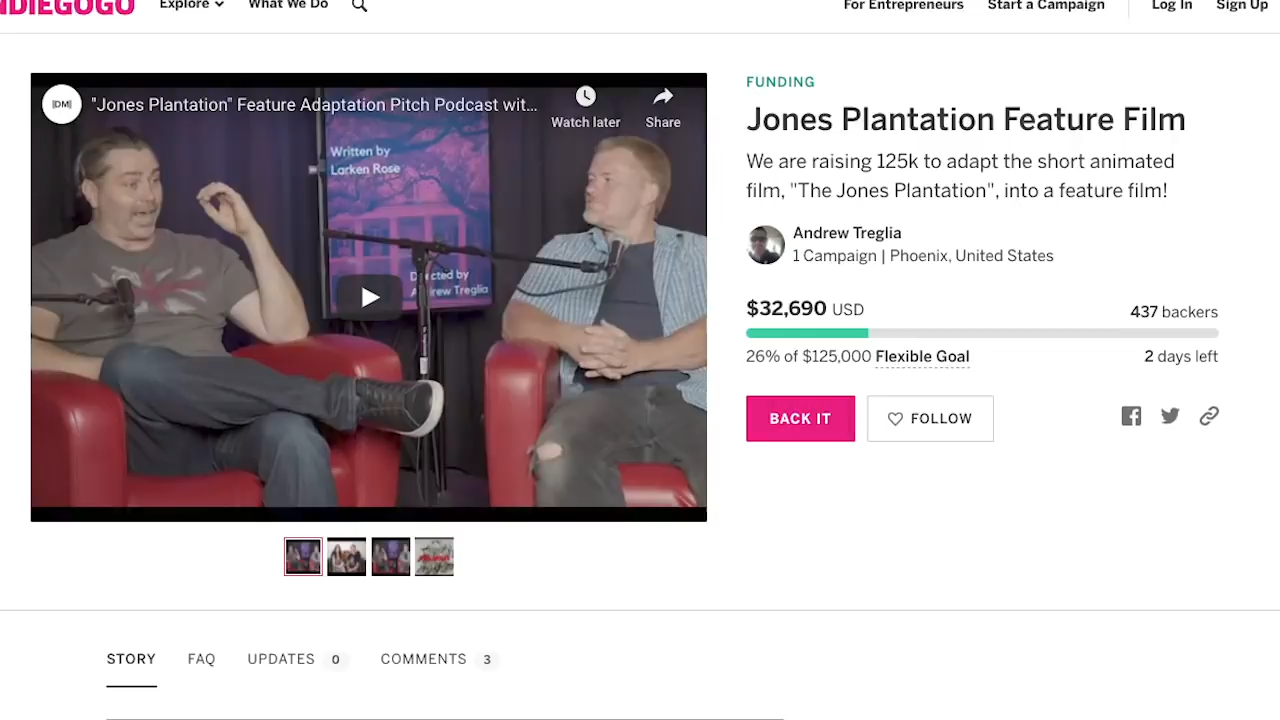 INDIEGOGO
Explore
What We Do
For Entrepreneurs
Start a Campaign
Log In
Sign Up
|DM|
"Jones Plantation" Feature Adaptation Pitch Podcast wit...
Watch later
Share
Written by
Larken Rose
Directed by
Andrew Treglia
FUNDING
Jones Plantation Feature Film
We are raising 125k to adapt the short animated
film, "The Jones Plantation", into a feature film!
Andrew Treglia
1 Campaign | Phoenix, United States
$32,690 USD
437 backers
26% of $125,000 Flexible Goal
2 days left
BACK IT
FOLLOW
STORY
FAQ
UPDATES 0
COMMENTS 3